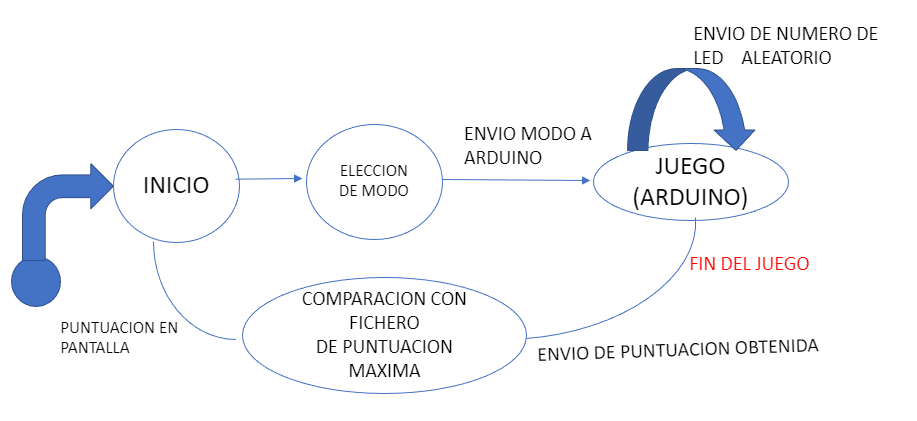 ENVIO DE NUMERO DE
LED ALEATORIO
ENVIO MODO A
ARDUINO
INICIO
ELECCION
DE MODO
JUEGO
(ARDUINO)
FIN DEL JUEGO
COMPARACION CON
FICHERO
DE PUNTUACION
MAXIMA
PUNTUACION EN
PANTALLA
ENVIO DE PUNTUACION OBTENIDA